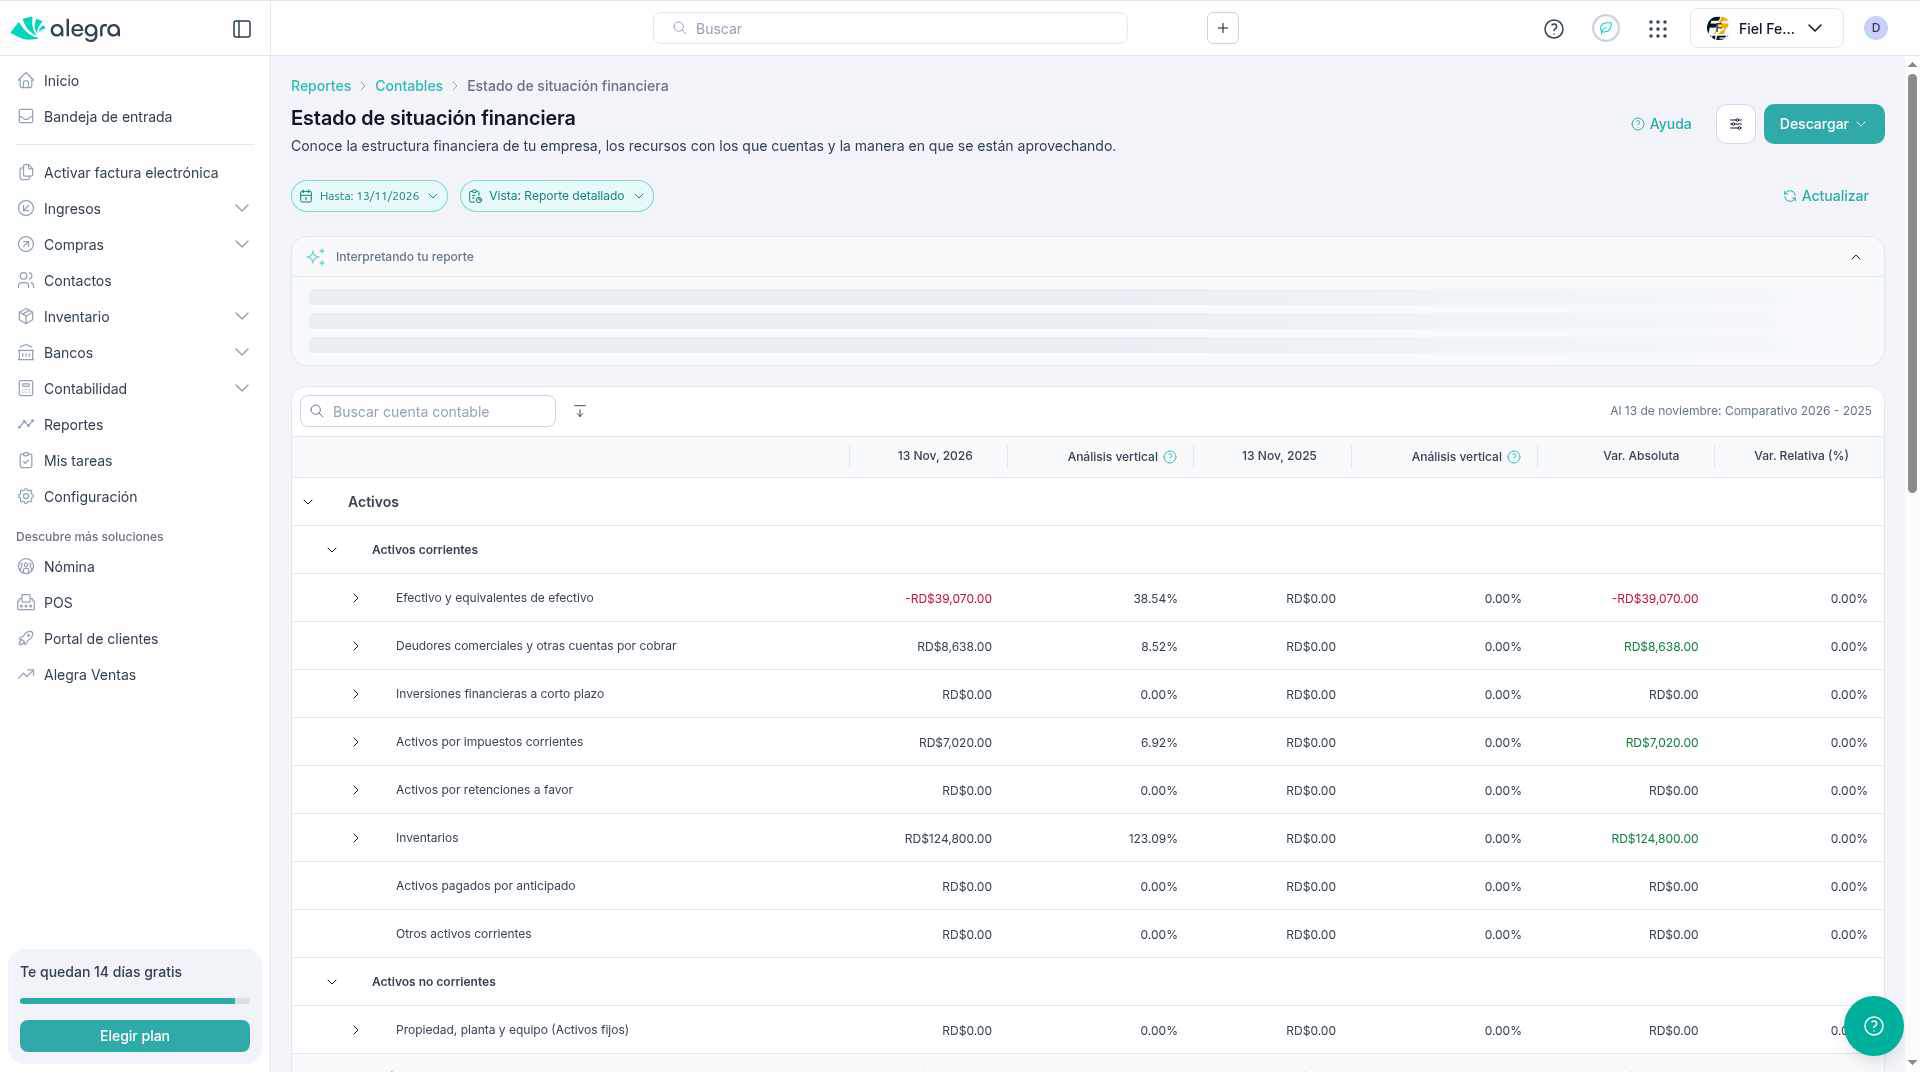 alegra
Buscar
Fiel Fe...
D
Inicio
Bandeja de entrada
Activar factura electrónica
Ingresos
Compras
Contactos
Inventario
Bancos
Contabilidad
Reportes
Mis tareas
Configuración
Descubre más soluciones
Nómina
POS
Portal de clientes
Alegra Ventas
Te quedan 14 días gratis
Elegir plan
Reportes > Contables > Estado de situación financiera
Estado de situación financiera
Conoce la estructura financiera de tu empresa, los recursos con los que cuentas y la manera en que se están aprovechando.
Ayuda
Descargar
Hasta: 13/11/2026
Vista: Reporte detallado
Actualizar
Interpretando tu reporte
Buscar cuenta contable
Al 13 de noviembre: Comparativo 2026 - 2025
13 Nov, 2026 Análisis vertical 13 Nov, 2025 Análisis vertical Var. Absoluta Var. Relativa (%)
Activos
Activos corrientes
Efectivo y equivalentes de efectivo -RD$39,070.00 38.54% RD$0.00 0.00% -RD$39,070.00 0.00%
Deudores comerciales y otras cuentas por cobrar RD$8,638.00 8.52% RD$0.00 0.00% RD$8,638.00 0.00%
Inversiones financieras a corto plazo RD$0.00 0.00% RD$0.00 0.00% RD$0.00 0.00%
Activos por impuestos corrientes RD$7,020.00 6.92% RD$0.00 0.00% RD$7,020.00 0.00%
Activos por retenciones a favor RD$0.00 0.00% RD$0.00 0.00% RD$0.00 0.00%
Inventarios RD$124,800.00 123.09% RD$0.00 0.00% RD$124,800.00 0.00%
Activos pagados por anticipado RD$0.00 0.00% RD$0.00 0.00% RD$0.00 0.00%
Otros activos corrientes RD$0.00 0.00% RD$0.00 0.00% RD$0.00 0.00%
Activos no corrientes
Propiedad, planta y equipo (Activos fijos) RD$0.00 0.00% RD$0.00 0.00% RD$0.00